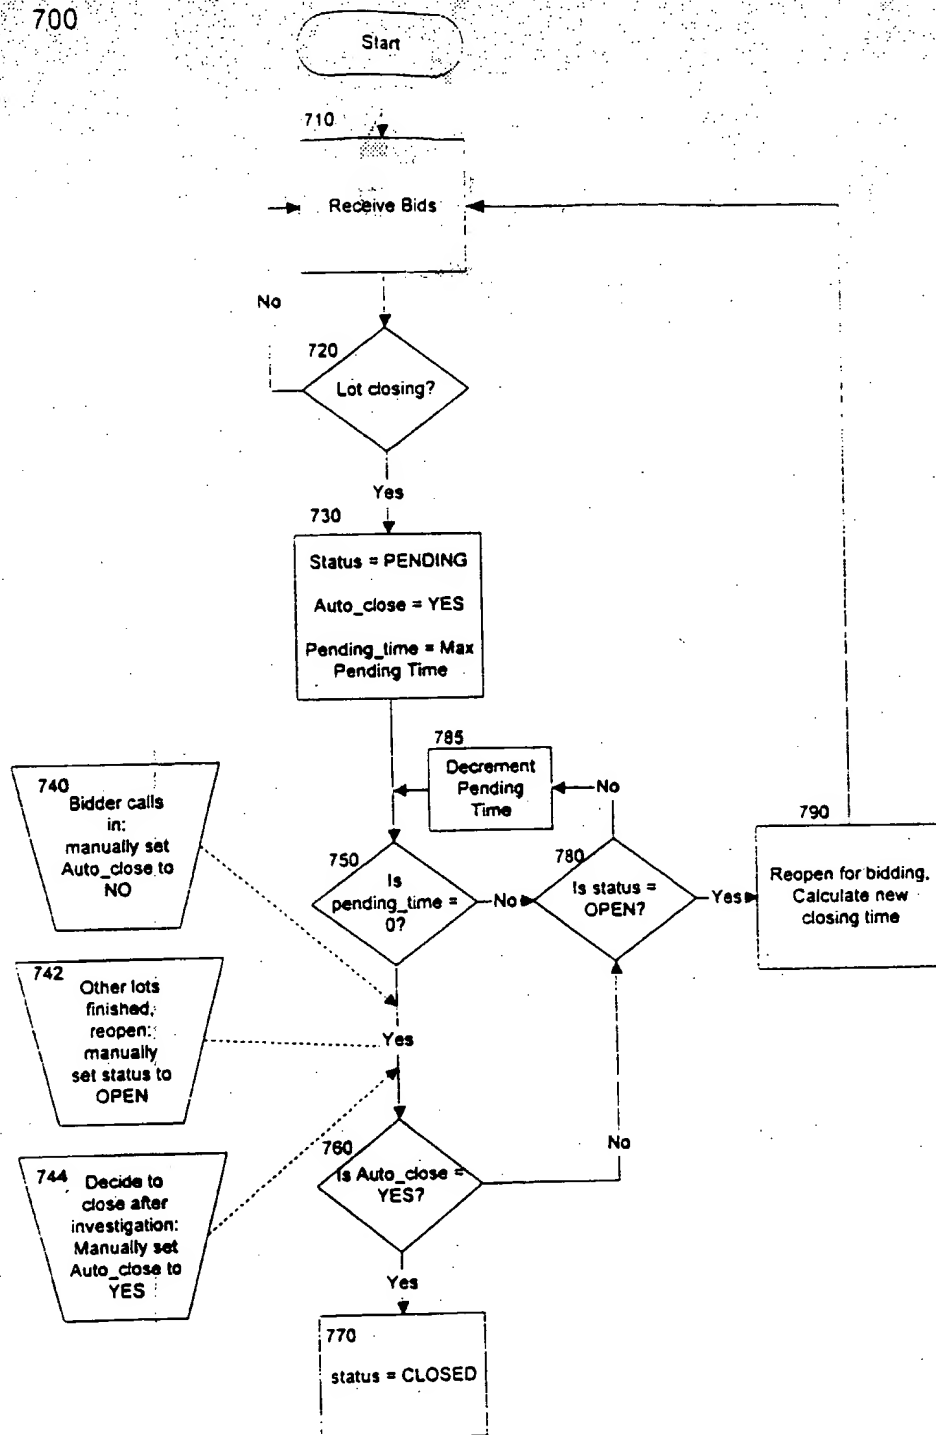 700
Start
710
Receive Bids
No
720
Lot closing?
Yes
730
Status = PENDING
Auto_close = YES
Pending_time = Max
Pending Time
785
Decrement
Pending
Time
No
740
Bidder calls
in:
manually set
Auto_close to
NO
750
Is
pending_time =
0?
No
780
Is status =
OPEN?
Yes
790
Reopen for bidding,
Calculate new
closing time
742
Other lots
finished,
reopen:
manually
set status to
OPEN
Yes
744
Decide to
close after
investigation:
Manually set
Auto_close to
YES
760
Is Auto_close =
YES?
No
Yes
770
status = CLOSED